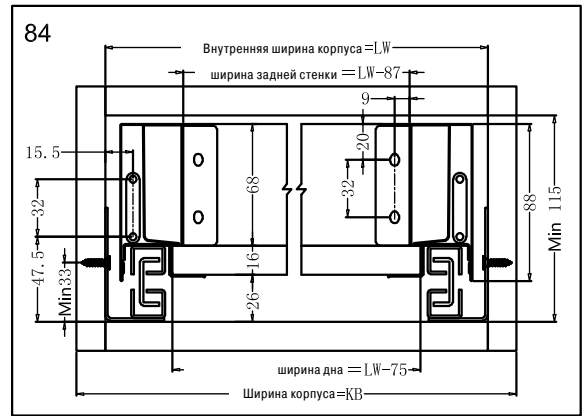 84
Внутренняя ширина корпуса=LW
ширина задней стенки=LW-87
9
15.5
20
32
68
32
88
Min 115
47.5
Min33
16
26
ширина дна=LW-75
Ширина корпуса=KB